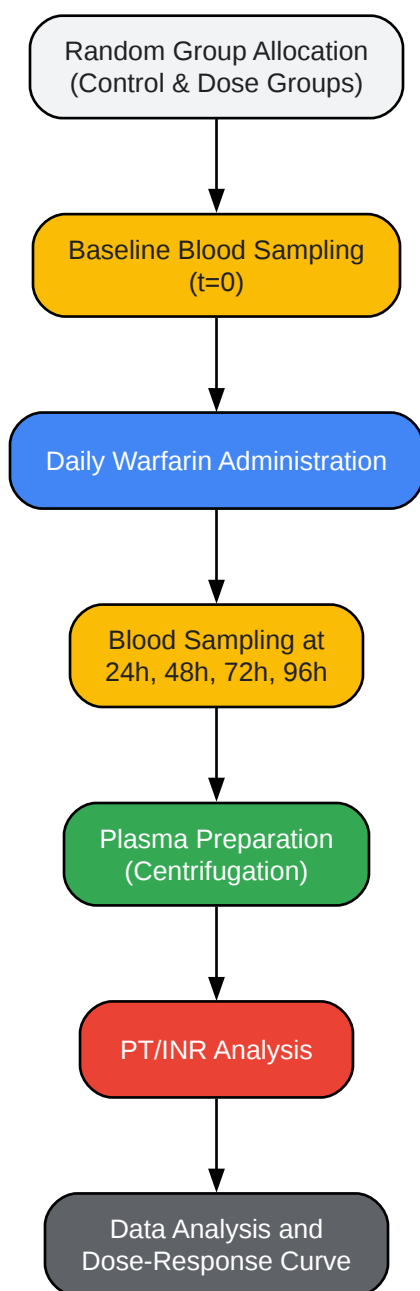 Random Group Allocation
(Control & Dose Groups)
Baseline Blood Sampling
(t=0)
Daily Warfarin Administration
Blood Sampling at
24h, 48h, 72h, 96h
Plasma Preparation
(Centrifugation)
PT/INR Analysis
Data Analysis and
Dose-Response Curve